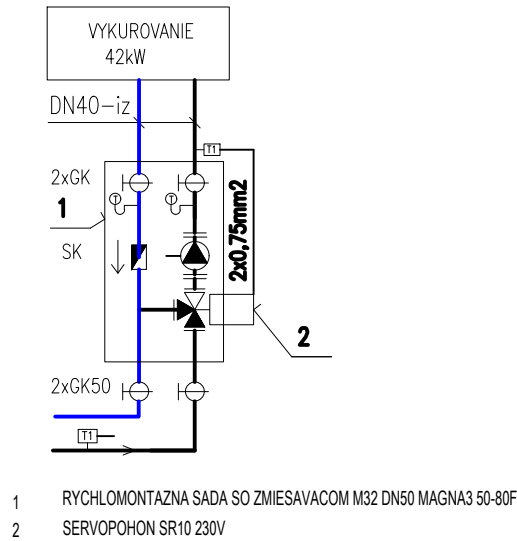 VYKUROVANIE
42kW
DN40-iz
T1
2xGK
T
T
1
2x0,75mm2
SK
2
2xGK50
T1
1 RYCHLOMONTAZNA SADA SO ZMIESAVACOM M32 DN50 MAGNA3 50-80F
2 SERVOPOHON SR10 230V